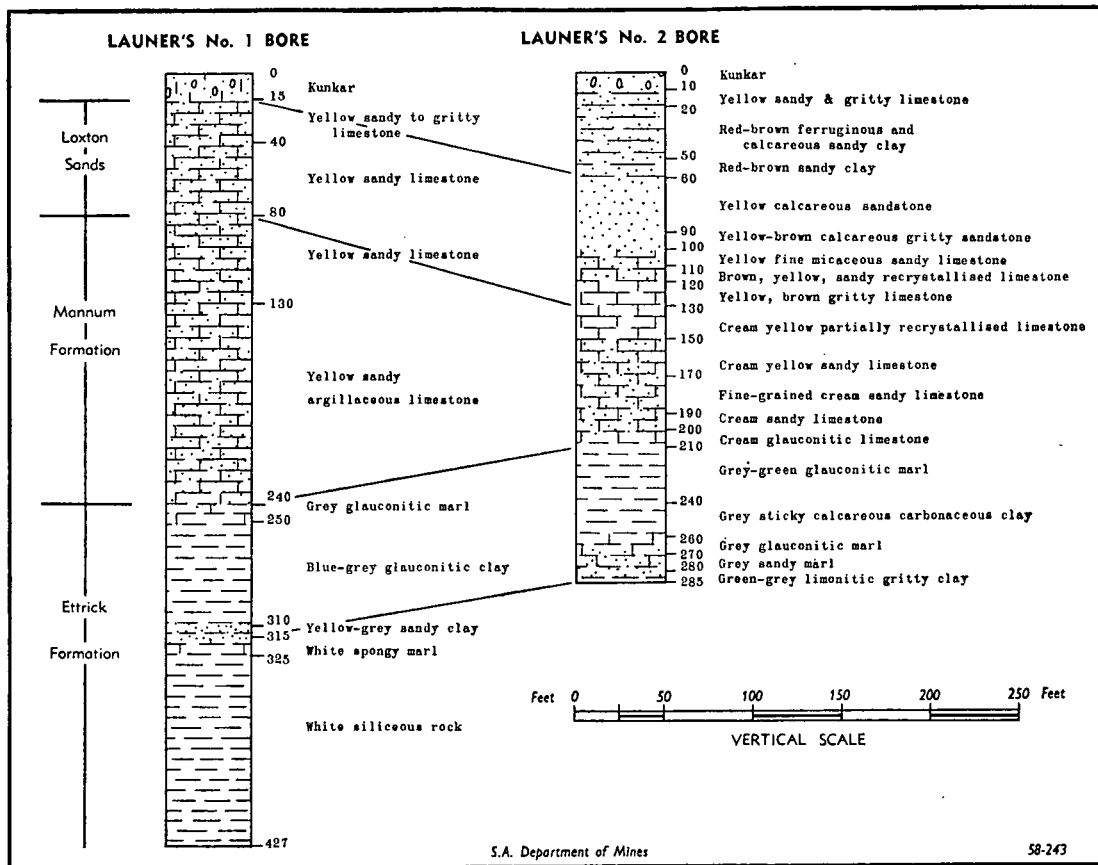 LAUNER'S No. 1 BORE
Loxton
Sands
Mannum
Formation
Ettrick
Formation
0
Kunkar
15
Yellow sandy to gritty
limestone
40
Yellow sandy limestone
80
Yellow sandy limestone
130
Yellow sandy
argillaceous limestone
240
Grey glauconitic marl
250
Blue-grey glauconitic clay
310
Yellow-grey sandy clay
315
White spongy marl
325
White siliceous rock
427
LAUNER'S No. 2 BORE
0
Kunkar
10
Yellow sandy & gritty limestone
20
Red-brown ferruginous and
calcareous sandy clay
50
Red-brown sandy clay
60
Yellow calcareous sandstone
90
Yellow-brown calcareous gritty sandstone
100
Yellow fine micaceous sandy limestone
110
Brown, yellow, sandy recrystallised limestone
120
Yellow, brown gritty limestone
130
Cream yellow partially recrystallised limestone
150
Cream yellow sandy limestone
170
Fine-grained cream sandy limestone
190
Cream sandy limestone
200
Cream glauconitic limestone
210
Grey-green glauconitic marl
240
Grey sticky calcareous carbonaceous clay
260
Grey glauconitic marl
270
Grey sandy marl
280
Green-grey limonitic gritty clay
285
Feet 0 50 100 150 200 250 Feet
VERTICAL SCALE
S.A. Department of Mines
58-243